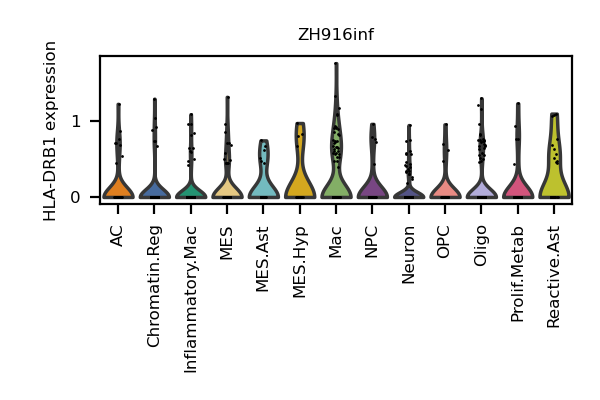 ZH916inf
HLA-DRB1 expression
1
0
AC
Chromatin.Reg
Inflammatory.Mac
MES
MES.Ast
MES.Hyp
Mac
NPC
Neuron
OPC
Oligo
Prolif.Metab
Reactive.Ast